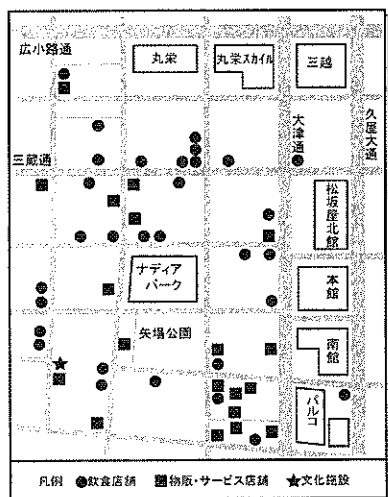 広小路通
丸栄
丸栄スカイル
三越
大津通
久屋大通
三蔵通
松坂屋北館
ナディア
パーク
本館
矢場公園
南館
パルコ
凡例 ●飲食店舗 ■物販・サービス店舗 ★文化施設